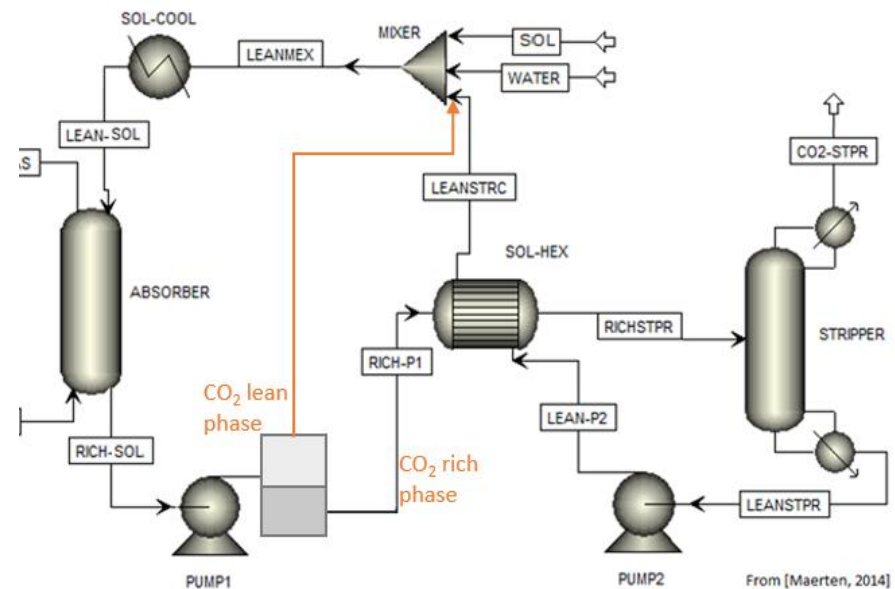 SOL-COOL
MIXER
SOL
LEANMEX
WATER
LEAN-SOL
CO2-STPR
AS
LEANSTRC
SOL-HEX
ABSORBER
RICHSTPR
STRIPPER
RICH-P1
CO₂ lean
phase
LEAN-P2
RICH-SOL
CO₂ rich
phase
LEANSTPR
PUMP1
PUMP2
From [Maerten, 2014]